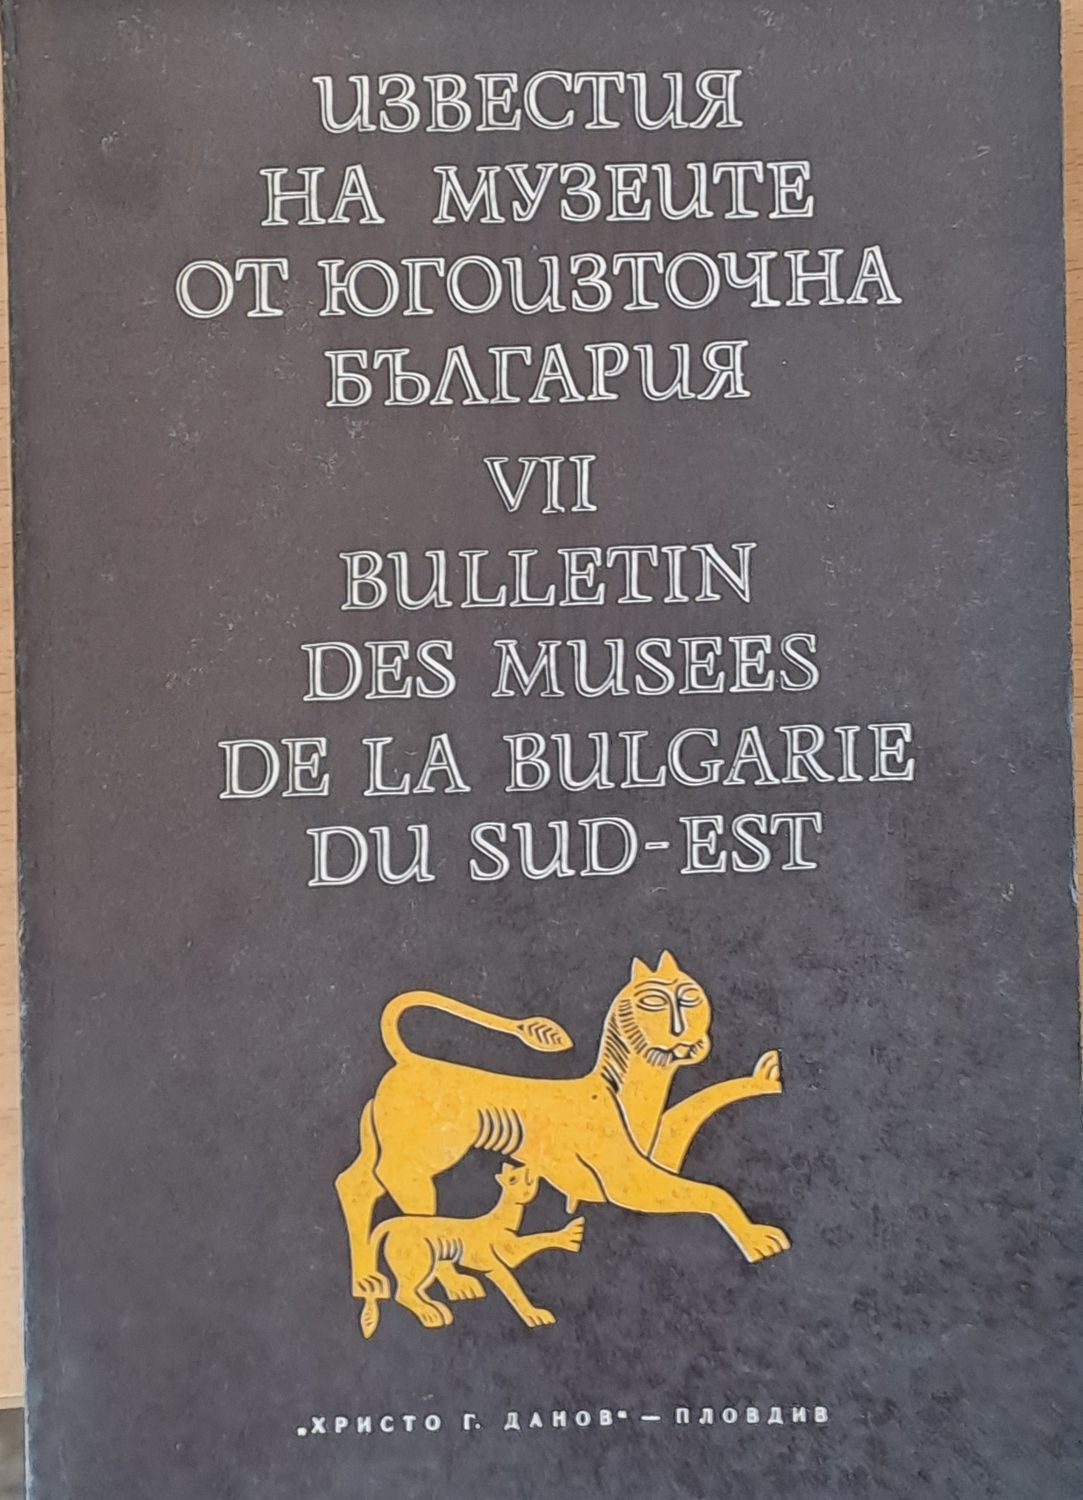 ИЗВЕСТИЯ
НА МУЗЕИТЕ
ОТ ЮГОИЗТОЧНА
БЪЛГАРИЯ
VII
BULLETIN
DES MUSEES
DE LA BULGARIE
DU SUD-EST
„ХРИСТО Г. ДАНОВ“ — ПЛОВДИВ